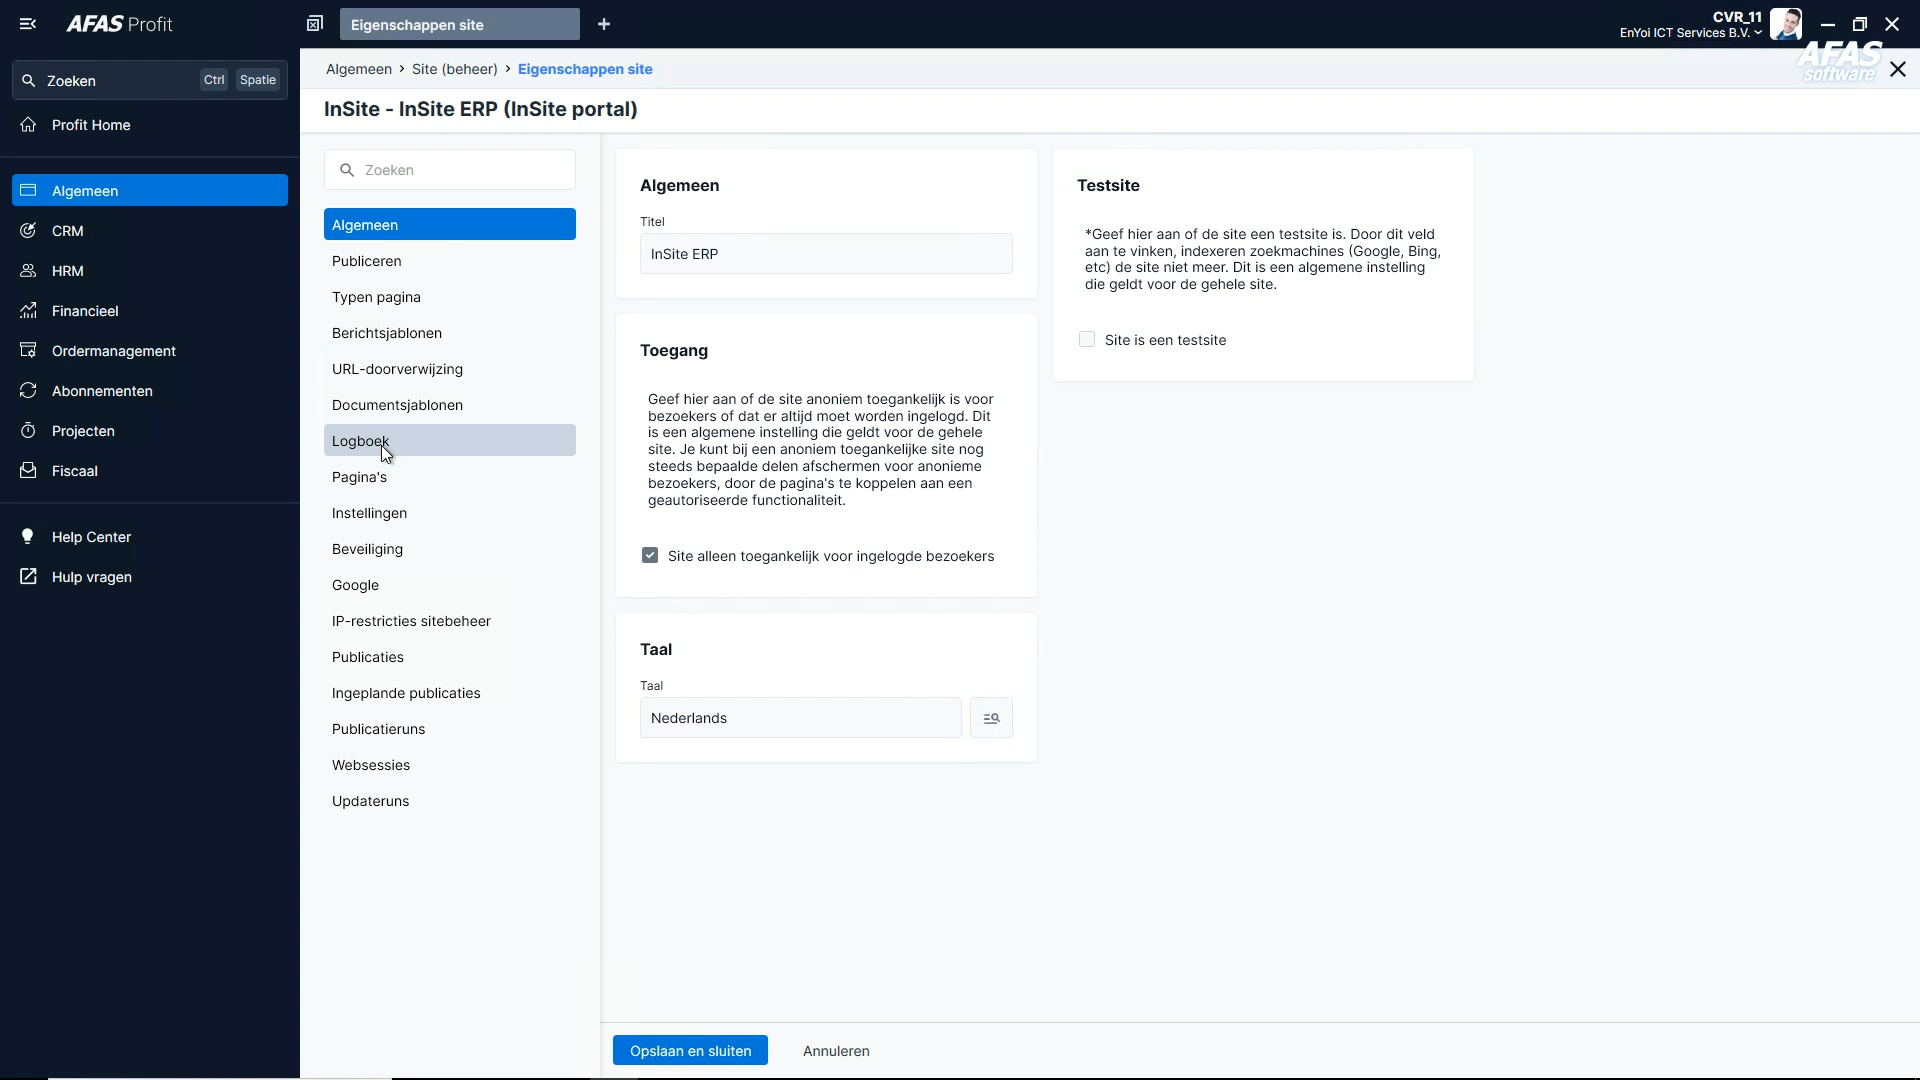 AFAS Profit
Eigenschappen site
CVR_11
EnYoi ICT Services B.V.
AFAS
software
Zoeken
Ctrl
Spatie
Profit Home
Algemeen
CRM
HRM
Financieel
Ordermanagement
Abonnementen
Projecten
Fiscaal
Help Center
Hulp vragen
Algemeen › Site (beheer) › Eigenschappen site
InSite - InSite ERP (InSite portal)
Zoeken
Algemeen
Publiceren
Typen pagina
Berichtsjablonen
URL-doorverwijzing
Documentsjablonen
Logboek
Pagina's
Instellingen
Beveiliging
Google
IP-restricties sitebeheer
Publicaties
Ingeplande publicaties
Publicatieruns
Websessies
Updateruns
Algemeen
Titel
InSite ERP
Toegang
Geef hier aan of de site anoniem toegankelijk is voor
bezoekers of dat er altijd moet worden ingelogd. Dit
is een algemene instelling die geldt voor de gehele
site. Je kunt bij een anoniem toegankelijke site nog
steeds bepaalde delen afschermen voor anonieme
bezoekers, door de pagina's te koppelen aan een
geautoriseerde functionaliteit.
Site alleen toegankelijk voor ingelogde bezoekers
Taal
Taal
Nederlands
Testsite
*Geef hier aan of de site een testsite is. Door dit veld
aan te vinken, indexeren zoekmachines (Google, Bing,
etc) de site niet meer. Dit is een algemene instelling
die geldt voor de gehele site.
Site is een testsite
Opslaan en sluiten
Annuleren